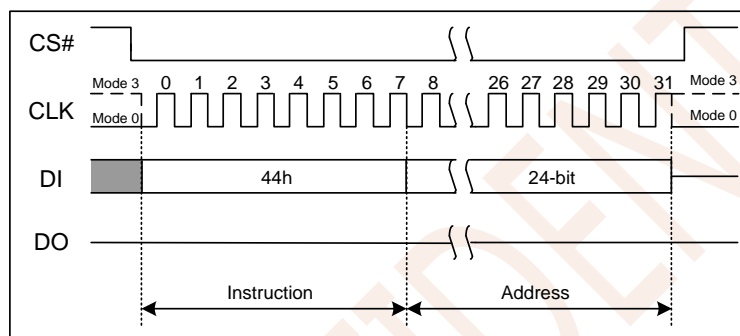 CS#
Mode 3 0 1 2 3 4 5 6 7 8 26 27 28 29 30 31 Mode 3
CLK
Mode 0 Mode 0
DI 44h 24-bit
DO
Instruction Address